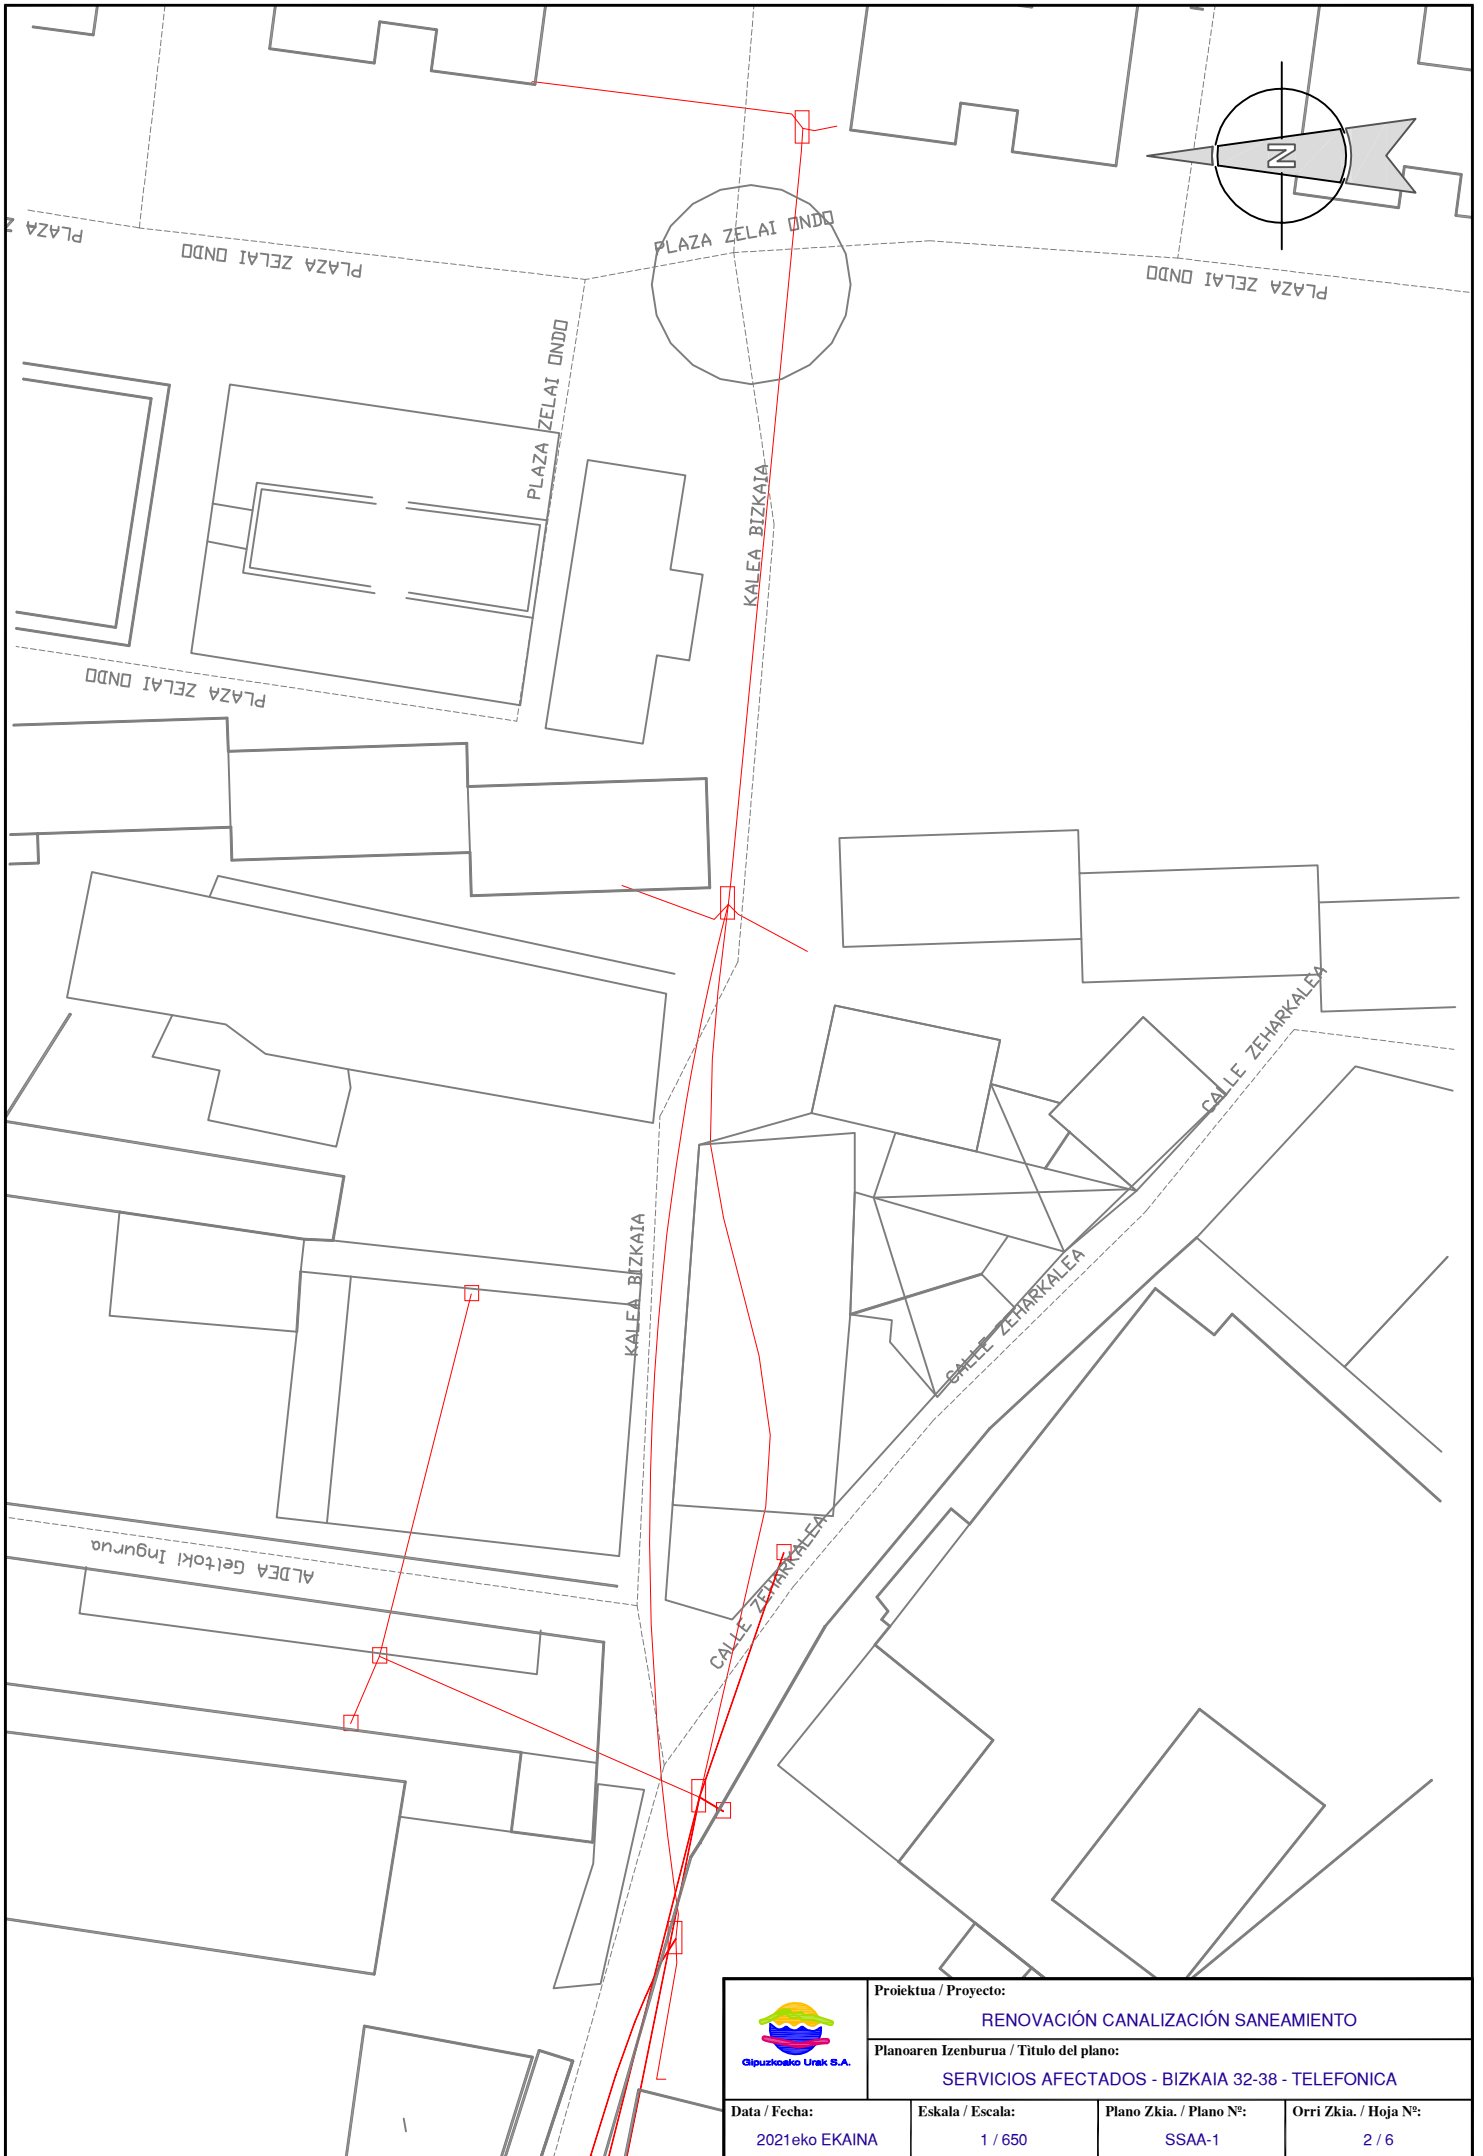 PLAZA Z
PLAZA ZELAI ONDO
PLAZA ZELAI ONDO
N
PLAZA ZELAI ONDO
PLAZA ZELAI ONDO
KALEA BIZKAIA
PLAZA ZELAI ONDO
CALLE ZEHARKALEA
KALEA BIZKAIA
CALLE ZEHARKALEA
ALDEA Geltoki Ingurua
CALLE ZEHARKALEA
Gipuzkoako Urak S.A.
Proiektua / Proyecto:
RENOVACIÓN CANALIZACIÓN SANEAMIENTO
Planoaren Izenburua / Título del plano:
SERVICIOS AFECTADOS - BIZKAIA 32-38 - TELEFONICA
Data / Fecha:
2021eko EKAINA
Eskala / Escala:
1 / 650
Plano Zkia. / Plano Nº:
SSAA-1
Orri Zkia. / Hoja Nº:
2 / 6